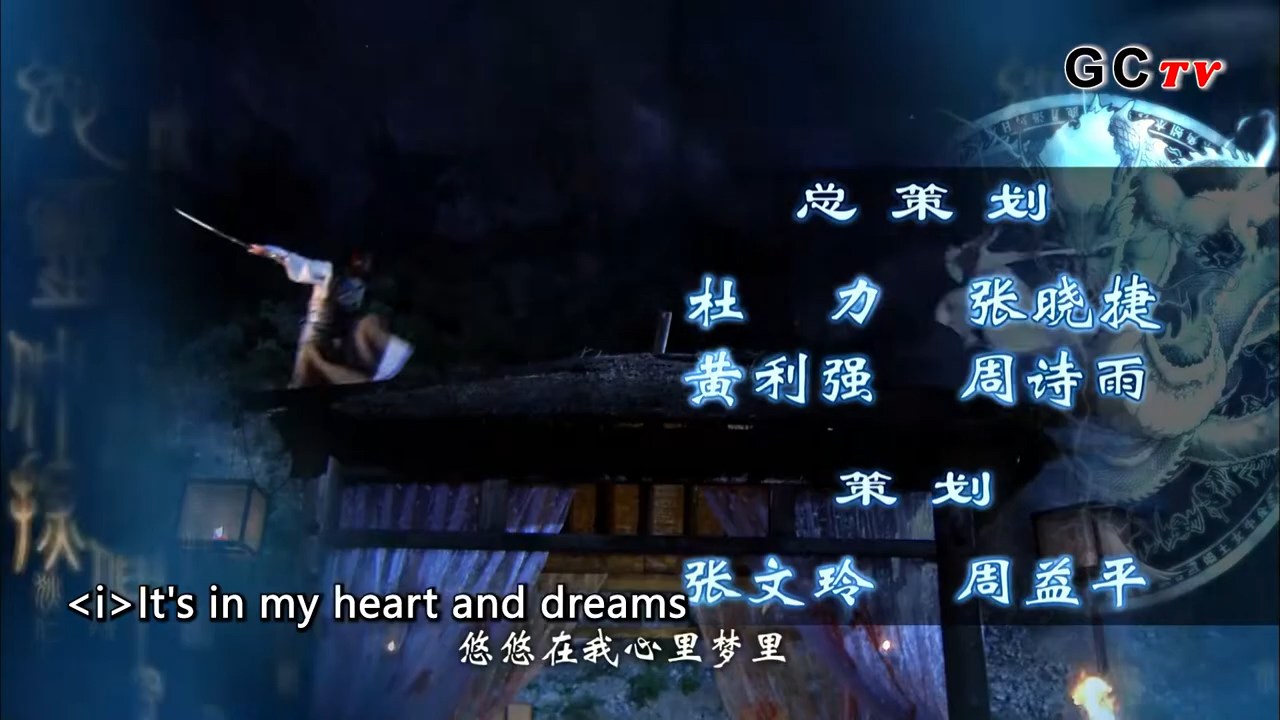 GCTV
总策划
杜力 张晓捷
黄利强 周诗雨
策划
张文玲 周益平
<i>It's in my heart and dreams
悠悠在我心里梦里